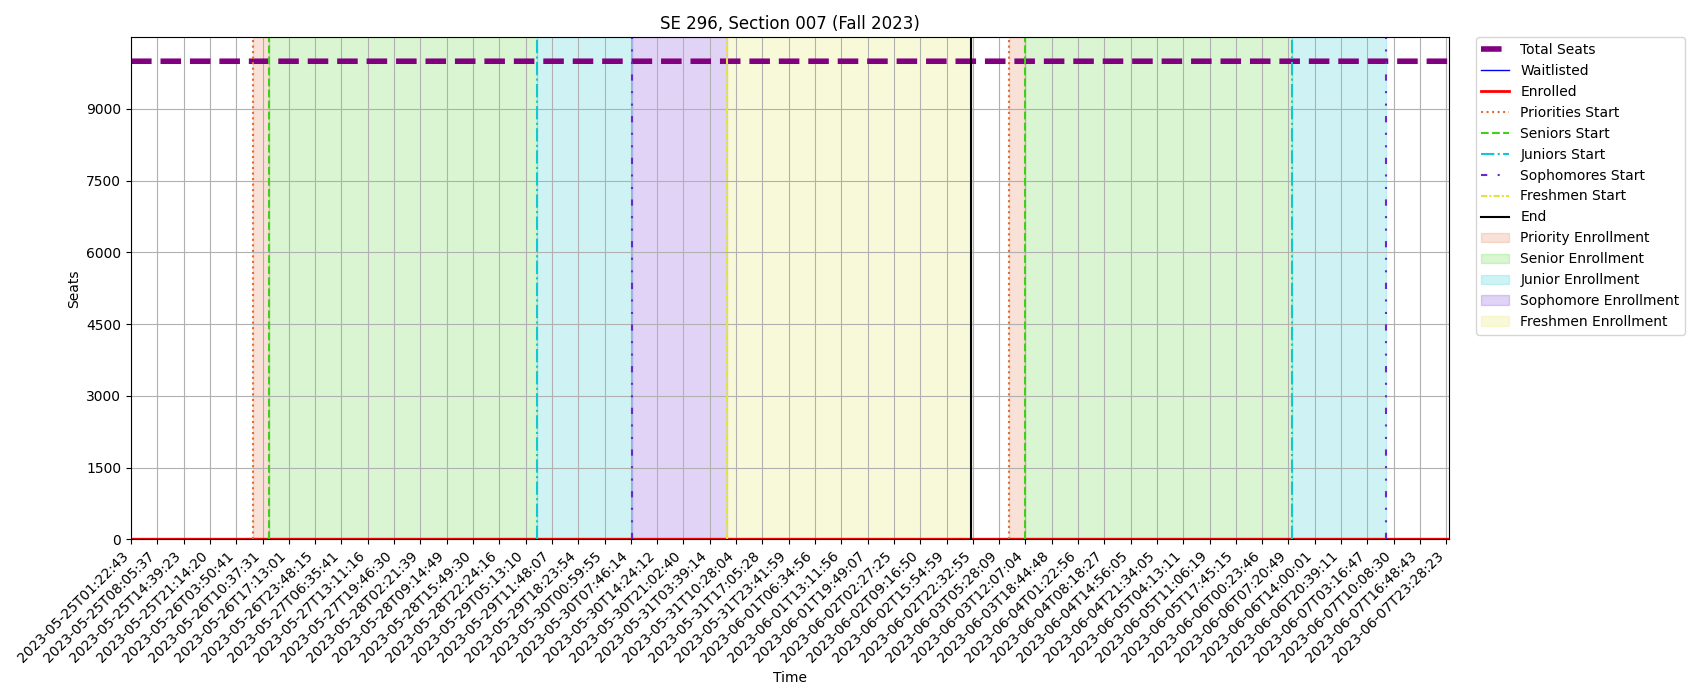 SE 296, Section 007 (Fall 2023)
Total Seats
Waitlisted
Enrolled
Priorities Start
Seniors Start
Juniors Start
Sophomores Start
Freshmen Start
End
Priority Enrollment
Senior Enrollment
Junior Enrollment
Sophomore Enrollment
Freshmen Enrollment
Seats
9000
7500
6000
4500
3000
1500
0
2023-05-25T01:22:43
2023-05-25T08:05:37
2023-05-25T14:39:23
2023-05-25T21:14:20
2023-05-26T03:50:41
2023-05-26T10:37:31
2023-05-26T17:13:01
2023-05-26T23:48:15
2023-05-27T06:35:41
2023-05-27T13:11:16
2023-05-27T19:46:30
2023-05-28T02:21:39
2023-05-28T09:14:49
2023-05-28T15:49:30
2023-05-28T22:24:16
2023-05-29T05:13:10
2023-05-29T11:48:07
2023-05-29T18:23:54
2023-05-30T00:59:55
2023-05-30T07:46:14
2023-05-30T14:24:12
2023-05-30T21:02:40
2023-05-31T03:39:14
2023-05-31T10:28:04
2023-05-31T17:05:28
2023-05-31T23:41:59
2023-06-01T06:34:56
2023-06-01T13:11:56
2023-06-01T19:49:07
2023-06-02T02:27:25
2023-06-02T09:16:50
2023-06-02T15:54:59
2023-06-02T22:32:55
2023-06-03T05:28:09
2023-06-03T12:07:04
2023-06-03T18:44:48
2023-06-04T01:22:56
2023-06-04T08:18:27
2023-06-04T14:56:05
2023-06-04T21:34:05
2023-06-05T04:13:11
2023-06-05T11:06:19
2023-06-05T17:45:15
2023-06-06T00:23:46
2023-06-06T07:20:49
2023-06-06T14:00:01
2023-06-06T20:39:11
2023-06-07T03:16:47
2023-06-07T10:08:30
2023-06-07T16:48:43
2023-06-07T23:28:23
Time